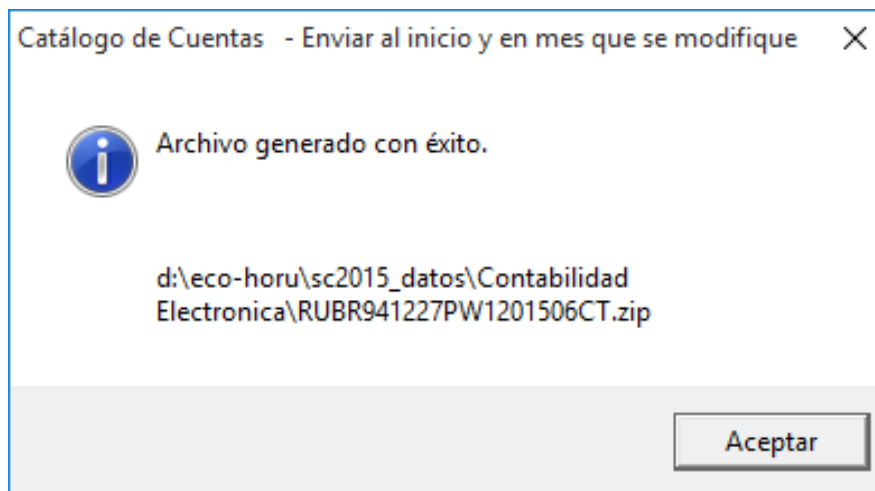 Catálogo de Cuentas - Enviar al inicio y en mes que se modifique
Archivo generado con éxito.
d:\eco-horu\sc2015_datos\Contabilidad
Electronica\RUBR941227PW1201506CT.zip
Aceptar